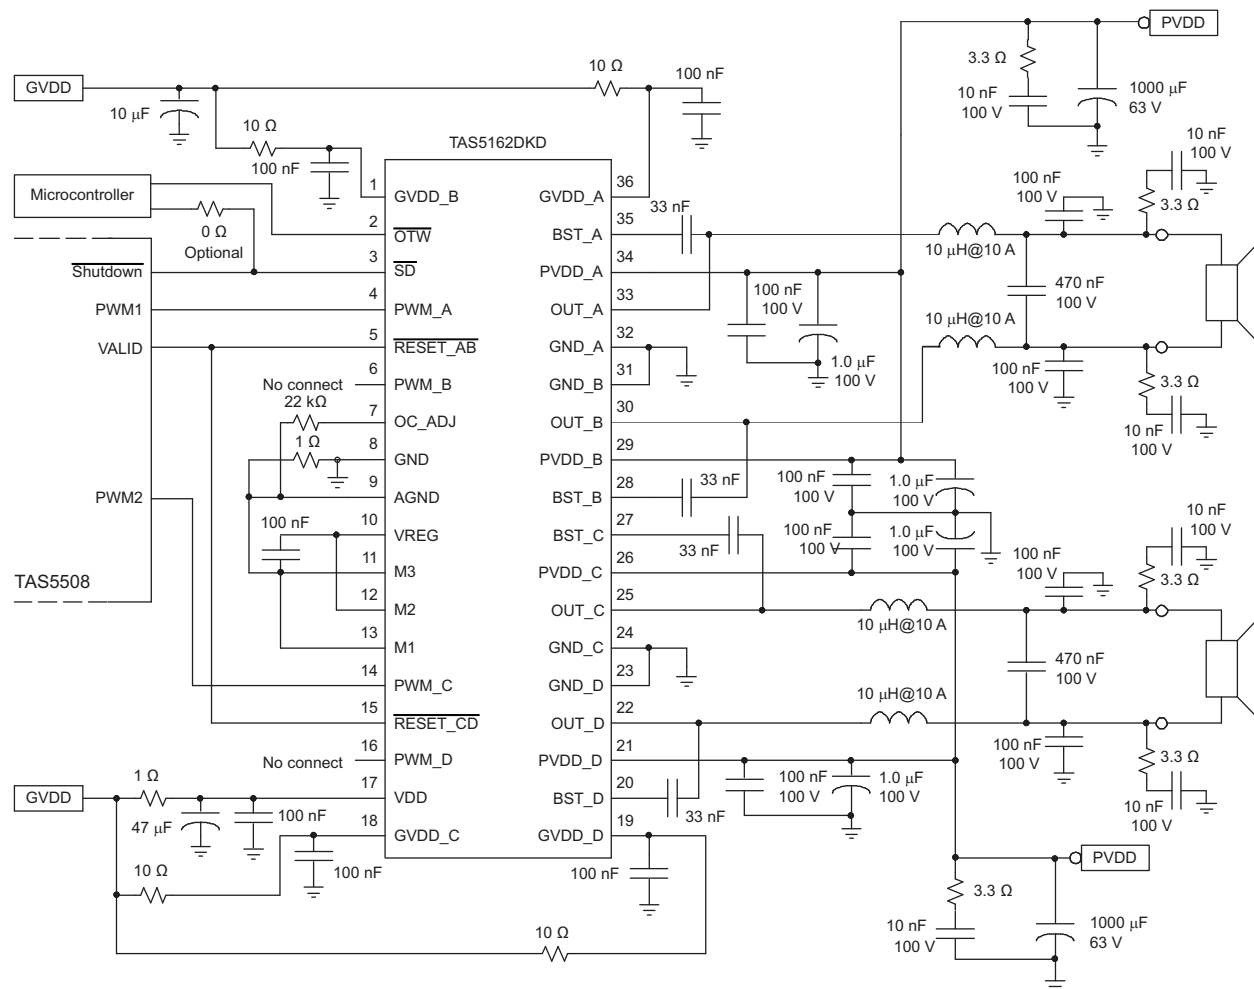 PVDD
3.3 Ω
10 nF
100 V
1000 μF
63 V
GVDD
10 μF
10 Ω
100 nF
10 Ω
100 nF
TAS5162DKD
Microcontroller
0 Ω
Optional
Shutdown
PWM1
VALID
PWM2
TAS5508
No connect
22 kΩ
1 Ω
100 nF
No connect
GVDD
1 Ω
47 μF
100 nF
10 Ω
100 nF
10 Ω
100 nF
1
GVDD_B
2
OTW
3
SD
4
PWM_A
5
RESET_AB
6
PWM_B
7
OC_ADJ
8
GND
9
AGND
10
VREG
11
M3
12
M2
13
M1
14
PWM_C
15
RESET_CD
16
PWM_D
17
VDD
18
GVDD_C
36
GVDD_A
35
BST_A
34
PVDD_A
33
OUT_A
32
GND_A
31
GND_B
30
OUT_B
29
PVDD_B
28
BST_B
27
BST_C
26
PVDD_C
25
OUT_C
24
GND_C
23
GND_D
22
OUT_D
21
PVDD_D
20
BST_D
19
GVDD_D
33 nF
100 nF
100 V
1.0 μF
100 V
10 μH@10 A
10 μH@10 A
100 nF
100 V
10 nF
100 V
3.3 Ω
470 nF
100 V
100 nF
100 V
3.3 Ω
10 nF
100 V
33 nF
33 nF
100 nF
100 V
1.0 μF
100 V
100 nF
100 V
1.0 μF
100 V
10 μH@10 A
10 μH@10 A
100 nF
100 V
10 nF
100 V
3.3 Ω
470 nF
100 V
100 nF
100 V
3.3 Ω
10 nF
100 V
33 nF
100 nF
100 V
1.0 μF
100 V
PVDD
3.3 Ω
10 nF
100 V
1000 μF
63 V